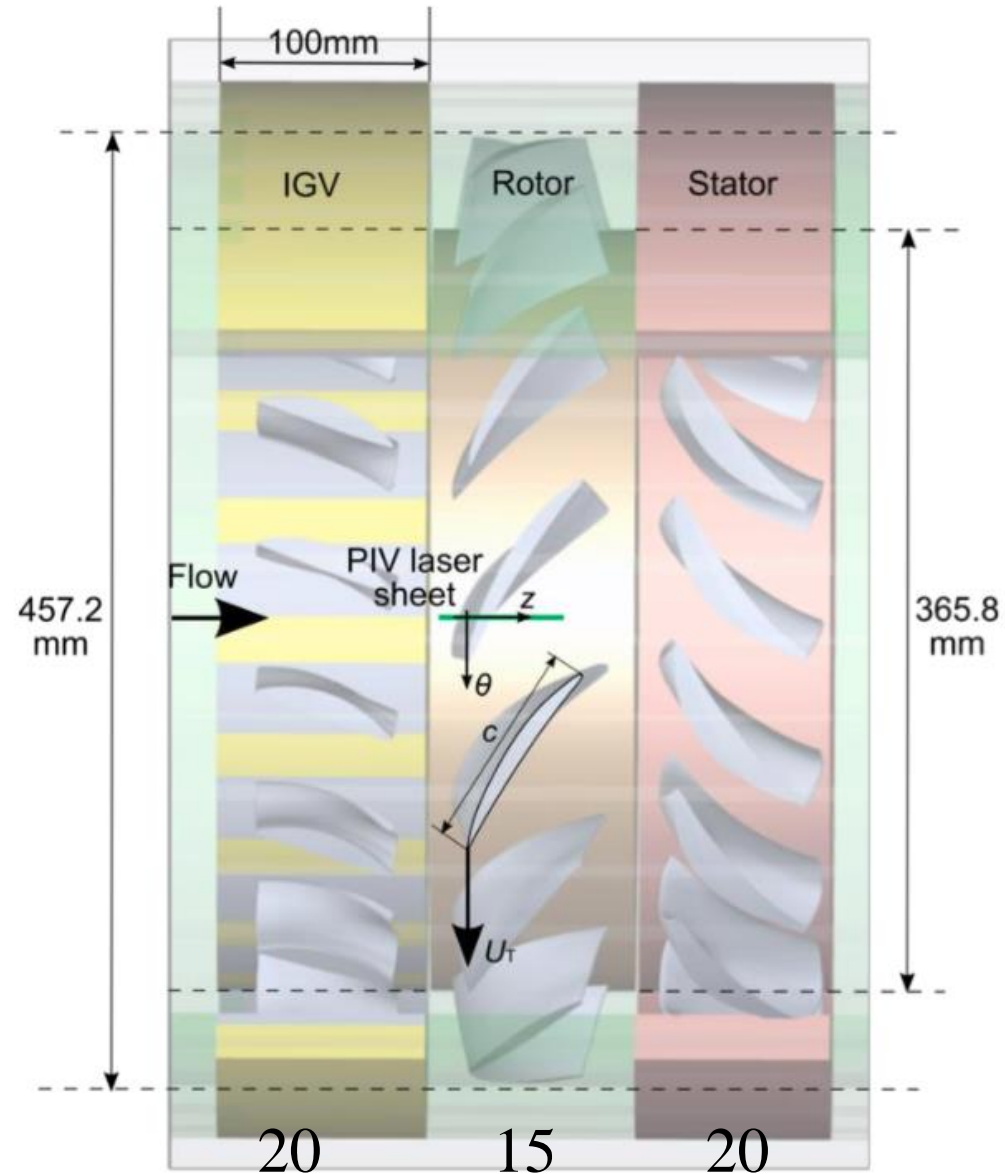 100mm
IGV
Rotor
Stator
Flow
PIV laser
sheet
z
θ
c
U_T
457.2
mm
365.8
mm
20
15
20